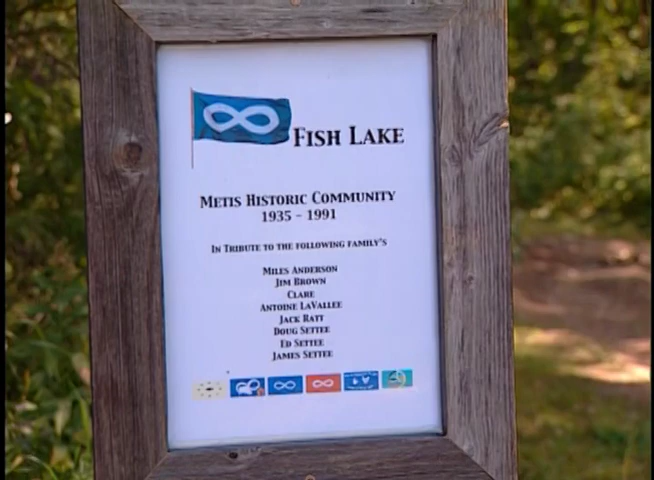 FISH LAKE
METIS HISTORIC COMMUNITY
1935 - 1991
IN TRIBUTE TO THE FOLLOWING FAMILY'S
MILES ANDERSON
JIM BROWN
CLARE
ANTOINE LAVALLEE
JACK RATT
DOUG SETTEE
ED SETTEE
JAMES SETTEE